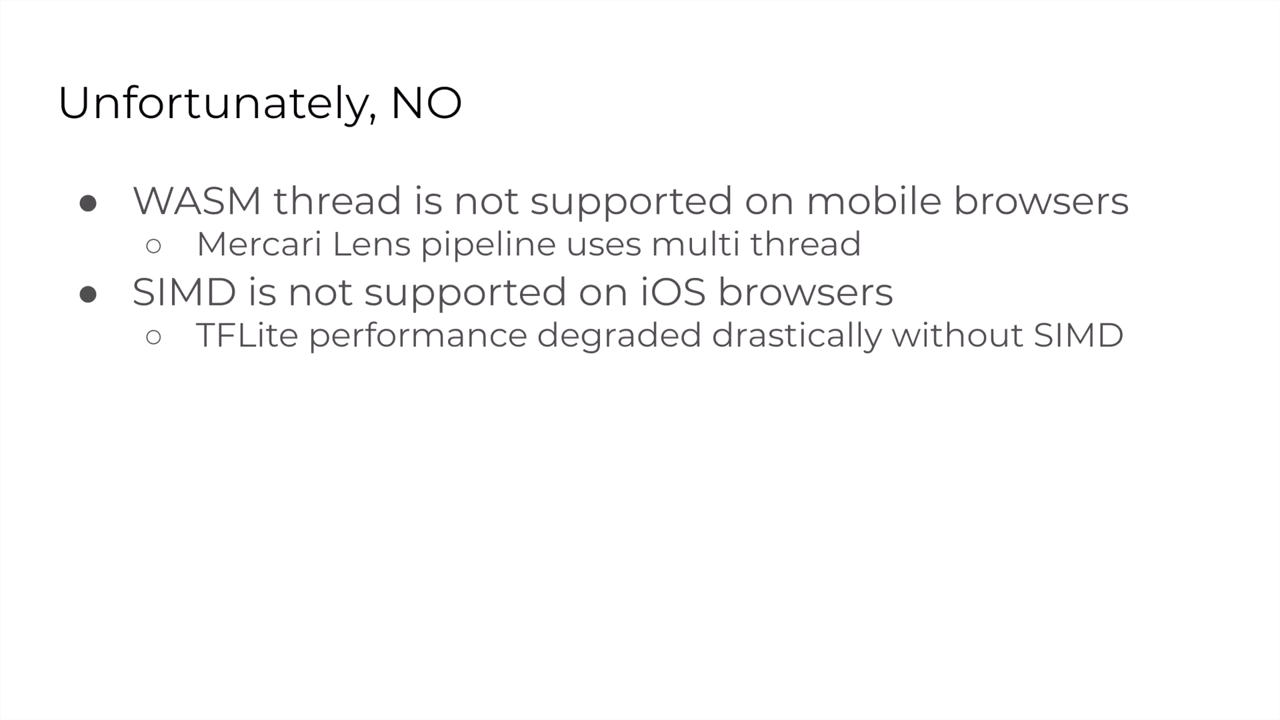 Unfortunately, NO
● WASM thread is not supported on mobile browsers
○ Mercari Lens pipeline uses multi thread
● SIMD is not supported on iOS browsers
○ TFLite performance degraded drastically without SIMD